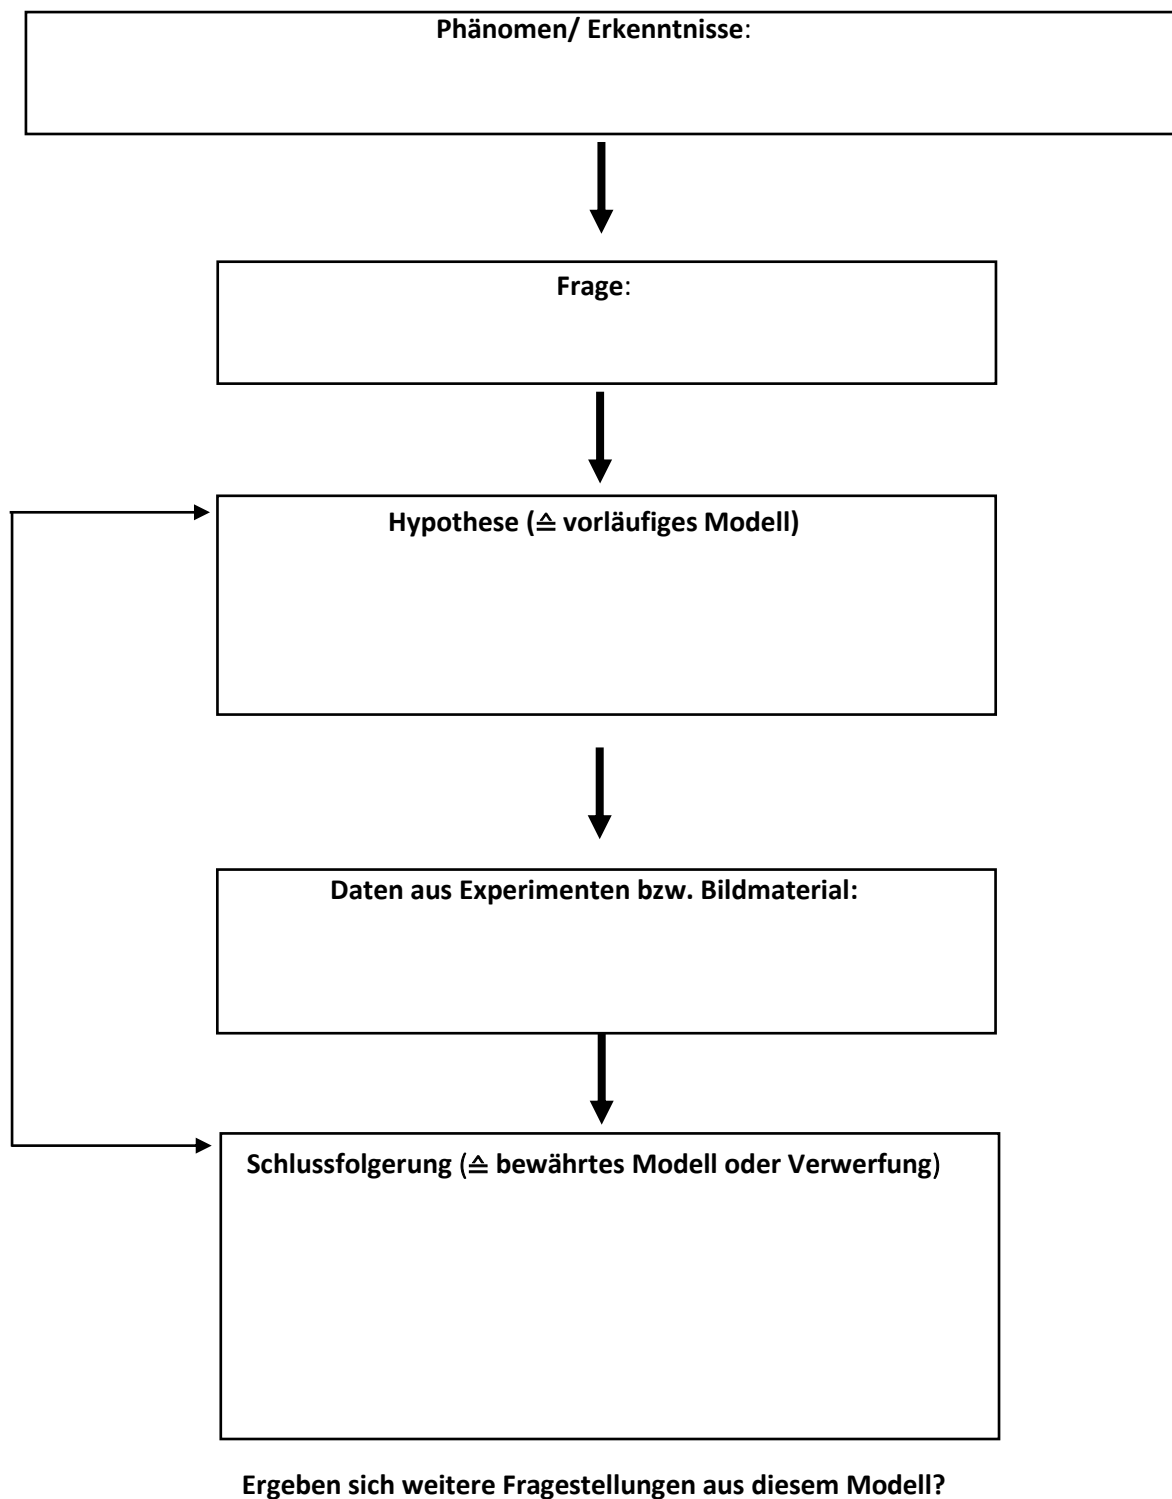 Phänomen/ Erkenntnisse:
Frage:
Hypothese (≙ vorläufiges Modell)
Daten aus Experimenten bzw. Bildmaterial:
Schlussfolgerung (≙ bewährtes Modell oder Verwerfung)
Ergeben sich weitere Fragestellungen aus diesem Modell?